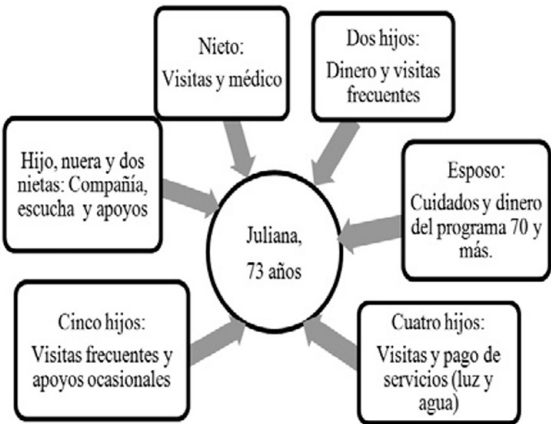 Nieto:
Visitas y médico
Dos hijos:
Dinero y visitas
frecuentes
Hijo, nuera y dos
nietas: Compañía,
escucha  y apoyos
Esposo:
Cuidados y dinero
del programa 70 y
más.
Juliana,
73 años
Cinco hijos:
Visitas frecuentes y
apoyos ocasionales
Cuatro hijos:
Visitas y pago de
servicios (luz y
agua)